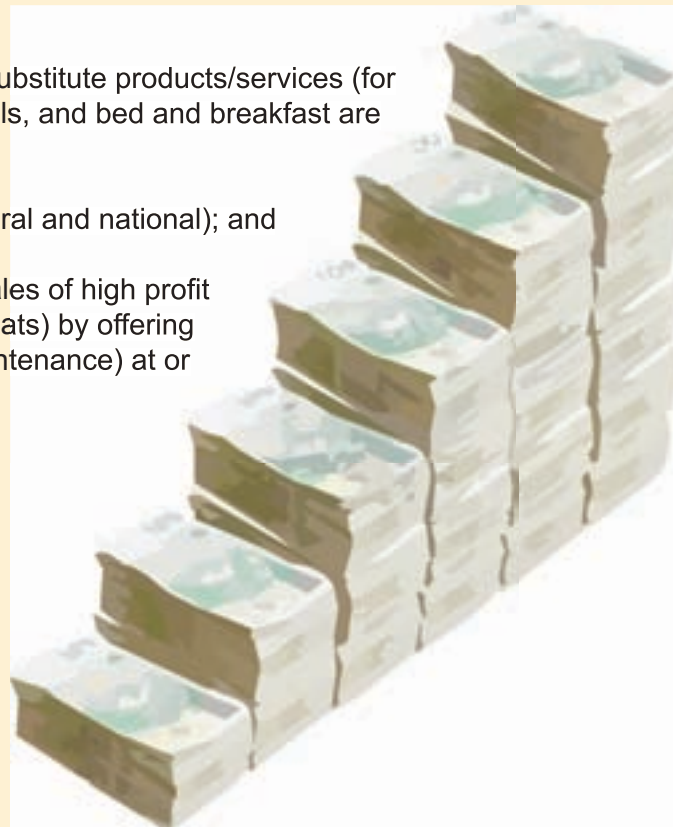 ubstitute products/services (for
ls, and bed and breakfast are
ral and national); and
ales of high profit
ats) by offering
ntenance) at or